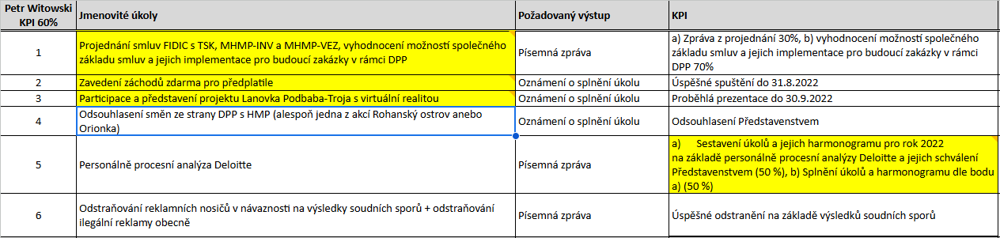 Petr Witowski
KPI 60%
Jmenovité úkoly
Požadovaný výstup
KPI
1
Projednání smluv FIDIC s TSK, MHMP-INV a MHMP-VEZ, vyhodnocení možností společného
základu smluv a jejich implementace pro budoucí zakázky v rámci DPP
Písemná zpráva
a) Zpráva z projednání 30%, b) vyhodnocení možností společného
základu smluv a jejich implementace pro budoucí zakázky v rámci
DPP 70%
2
Zavedení záchodů zdarma pro předplatile
Oznámení o splnění úkolu
Úspěšné spuštění do 31.8.2022
3
Participace a představení projektu Lanovka Podbaba-Troja s virtuální realitou
Oznámení o splnění úkolu
Proběhlá prezentace do 30.9.2022
4
Odsouhlasení směn ze strany DPP s HMP (alespoň jedna z akcí Rohanský ostrov anebo
Orionka)
Oznámení o splnění úkolu
Odsouhlasení Představenstvem
5
Personálně procesní analýza Deloitte
Písemná zpráva
a) Sestavení úkolů a jejich harmonogramu pro rok 2022
na základě personálně procesní analýzy Deloitte a jejich schválení
Představenstvem (50 %), b) Splnění úkolů a harmonogramu dle bodu
a) (50 %)
6
Odstraňování reklamních nosičů v návaznosti na výsledky soudních sporů + odstraňování
ilegální reklamy obecně
Písemná zpráva
Úspěšné odstranění na základě výsledků soudních sporů